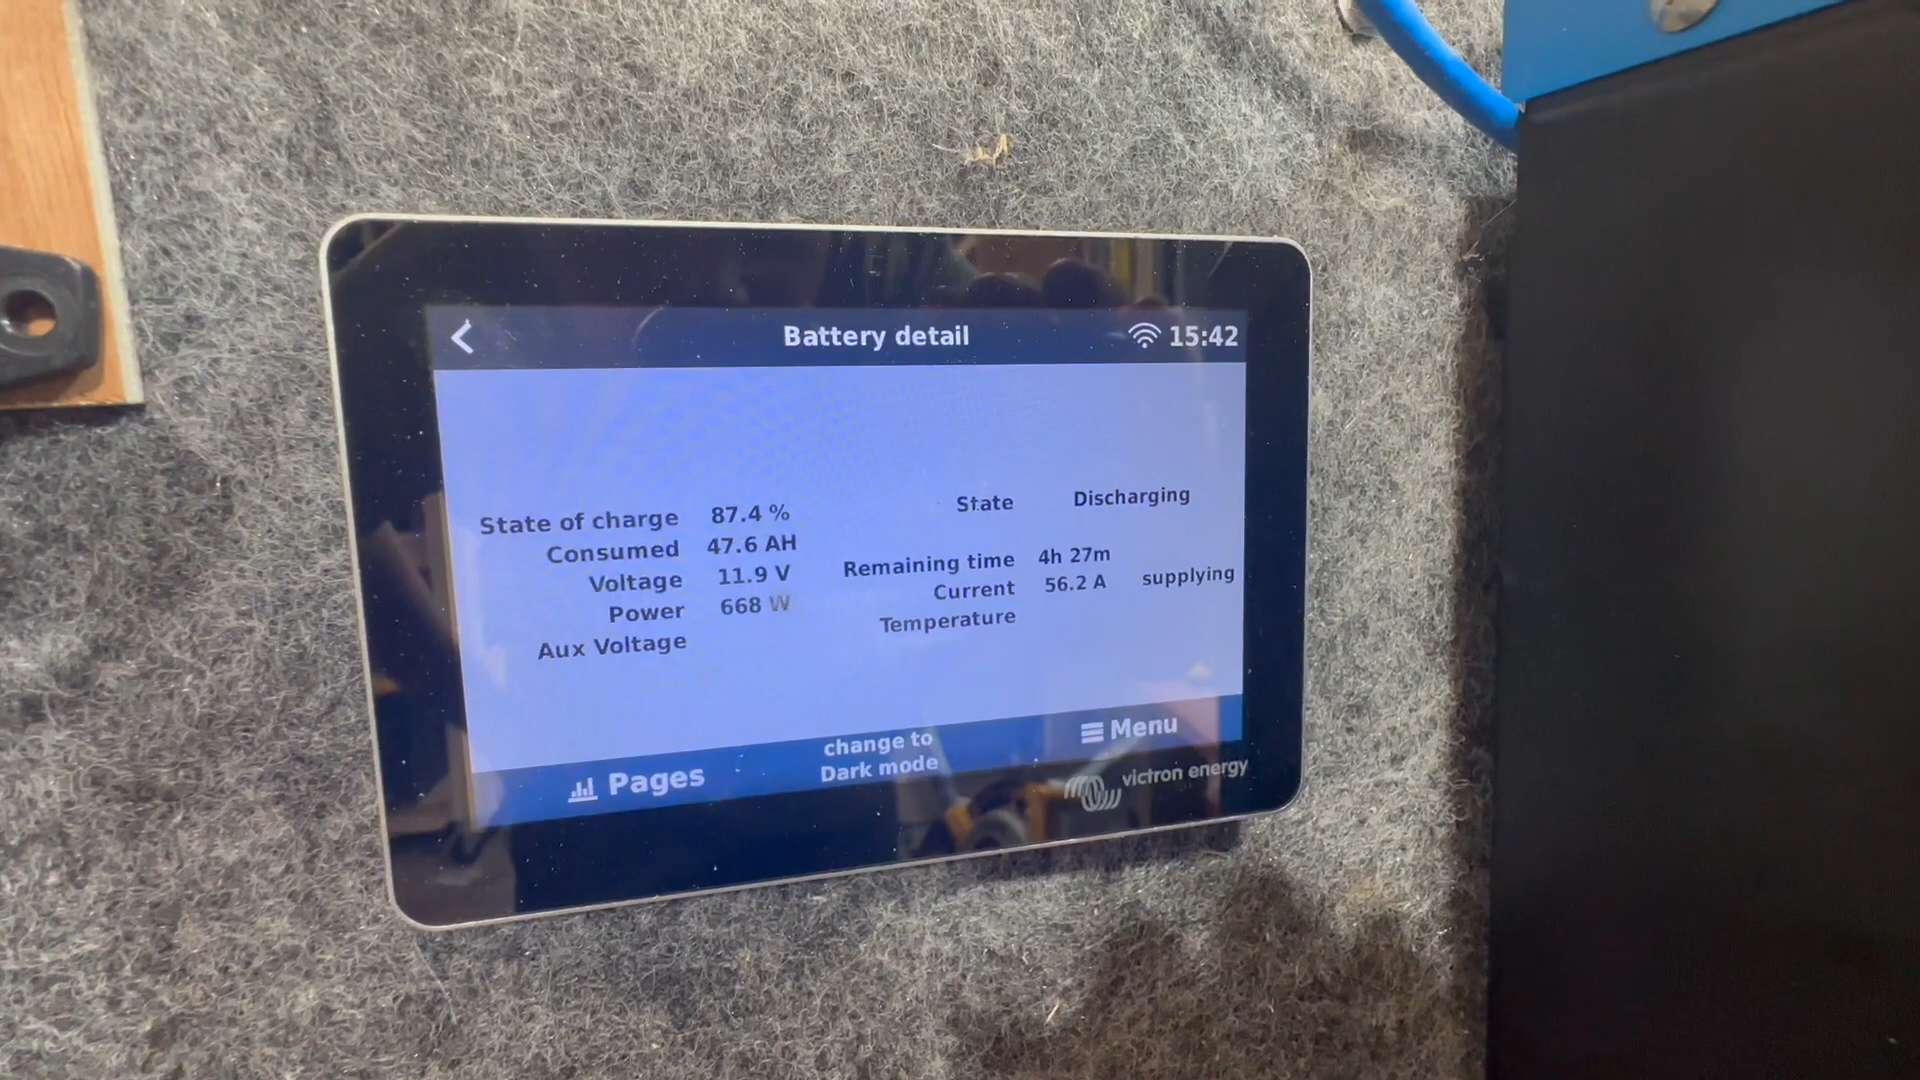 Battery detail
15:42
State of charge 87.4 %
Consumed 47.6 AH
Voltage 11.9 V
Power 668 W
Aux Voltage
State Discharging
Remaining time 4h 27m
Current 56.2 A supplying
Temperature
Pages
change to
Dark mode
Menu
victron energy